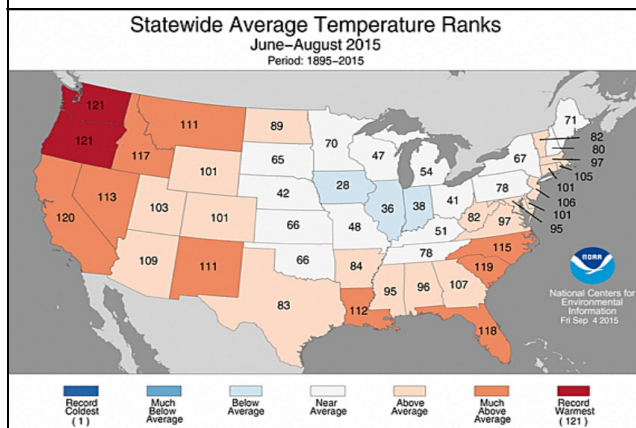 Statewide Average Temperature Ranks
June–August 2015
Period: 1895–2015
121
121
111
117
89
101
65
70
47
54
71
82
80
97
105
101
106
101
95
67
78
120
113
103
101
42
28
36
38
41
82
97
66
48
51
109
111
66
84
78
115
119
83
95
96
107
112
118
NOAA
National Centers for
Environmental
Information
Fri Sep 4 2015
Record
Coldest
(1)
Much
Below
Average
Below
Average
Near
Average
Above
Average
Much
Above
Average
Record
Warmest
(121)